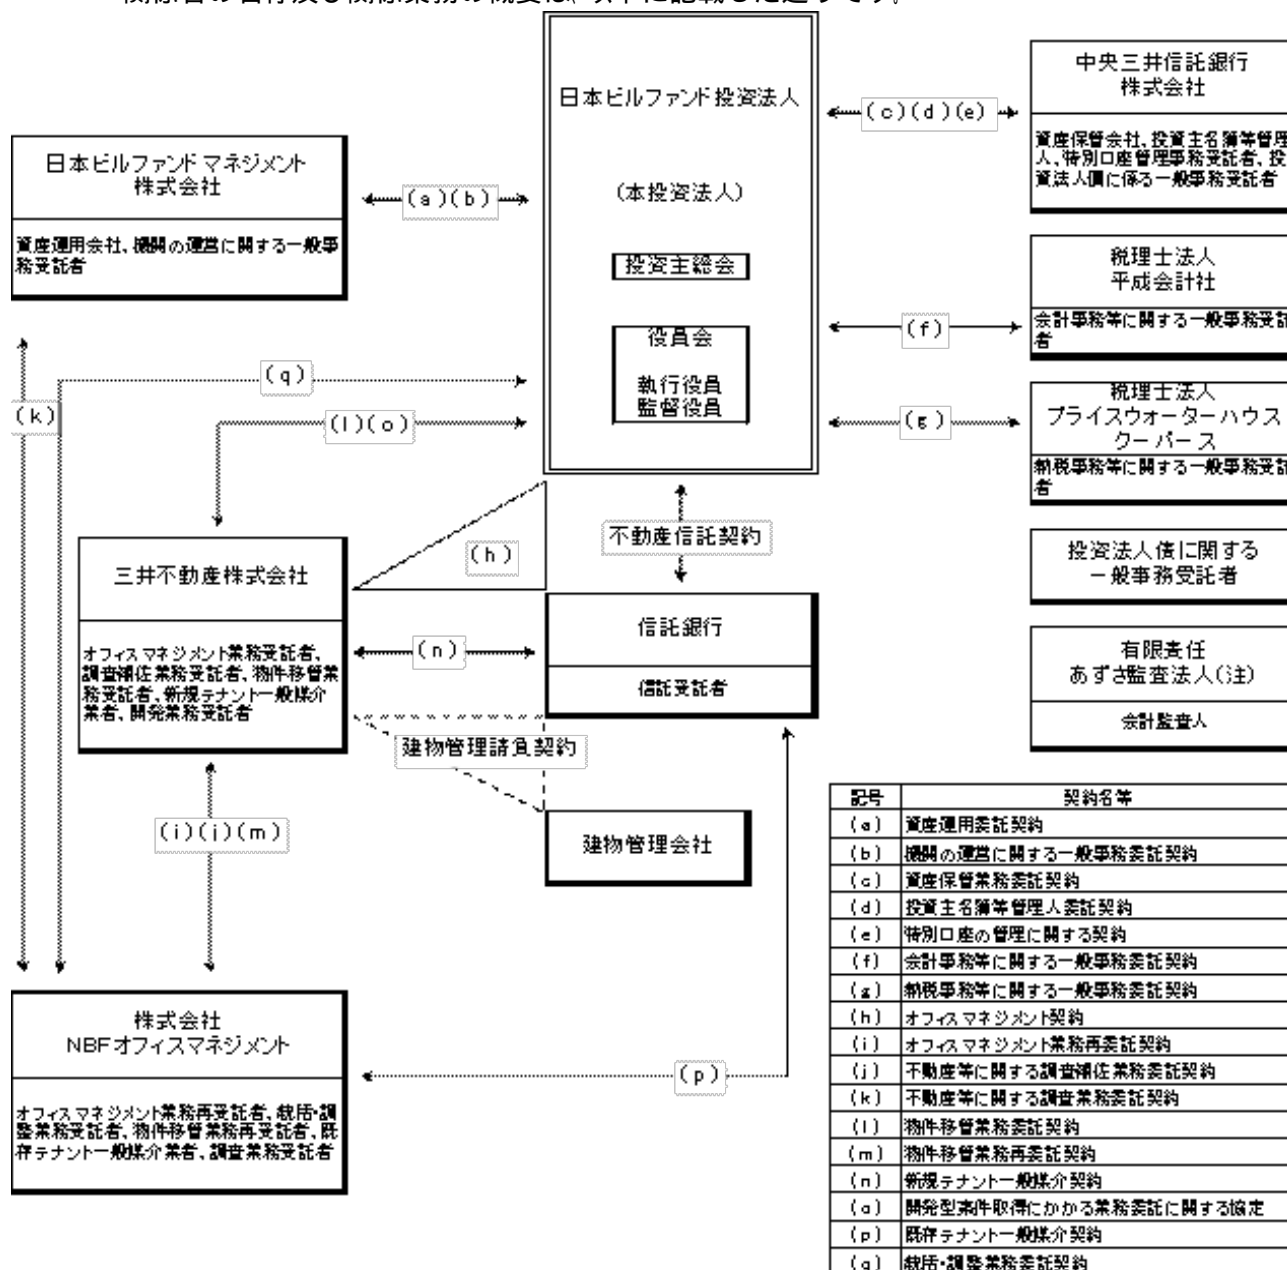 日本ビルファンド投資法人
(本投資法人)
投資主総会
役員会
執行役員
監督役員
日本ビルファンドマネジメント
株式会社
資産運用会社、機関の運営に関する一般事
務受託者
(a)(b)
(c)(d)(e)
中央三井信託銀行
株式会社
資産保管会社、投資主名簿等管理
人、特別口座管理事務受託者、投
資法人債に係る一般事務受託者
(f)
税理士法人
平成会計社
会計事務等に関する一般事務受託
者
(g)
税理士法人
プライスウォーターハウス
クーパース
納税事務等に関する一般事務受託
者
投資法人債に関する
一般事務受託者
有限責任
あずさ監査法人(注)
会計監査人
(k)
(q)
(l)(o)
(h)
不動産信託契約
三井不動産株式会社
オフィスマネジメント業務受託者、
調査補佐業務受託者、物件移管業
務受託者、新規テナント一般媒介
業者、開発業務受託者
(n)
信託銀行
信託受託者
建物管理請負契約
建物管理会社
(i)(j)(m)
(p)
株式会社
NBFオフィスマネジメント
オフィスマネジメント業務再受託者、統括・調
整業務受託者、物件移管業務再受託者、既
存テナント一般媒介業者、調査業務受託者
記号 契約名等
(a) 資産運用委託契約
(b) 機関の運営に関する一般事務委託契約
(c) 資産保管業務委託契約
(d) 投資主名簿等管理人委託契約
(e) 特別口座の管理に関する契約
(f) 会計事務等に関する一般事務委託契約
(g) 納税事務等に関する一般事務委託契約
(h) オフィスマネジメント契約
(i) オフィスマネジメント業務再委託契約
(j) 不動産等に関する調査補佐業務委託契約
(k) 不動産等に関する調査業務委託契約
(l) 物件移管業務委託契約
(m) 物件移管業務再委託契約
(n) 新規テナント一般媒介契約
(o) 開発型案件取得にかかる業務委託に関する協定
(p) 既存テナント一般媒介契約
(q) 統括・調整業務委託契約